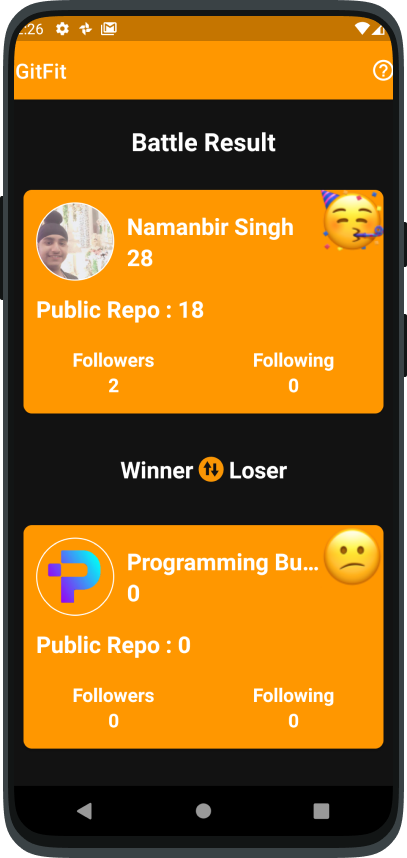 :26
GitFit
Battle Result
Namanbir Singh
28
Public Repo : 18
Followers Following
2 0
Winner Loser
Programming Bu...
0
Public Repo : 0
Followers Following
0 0